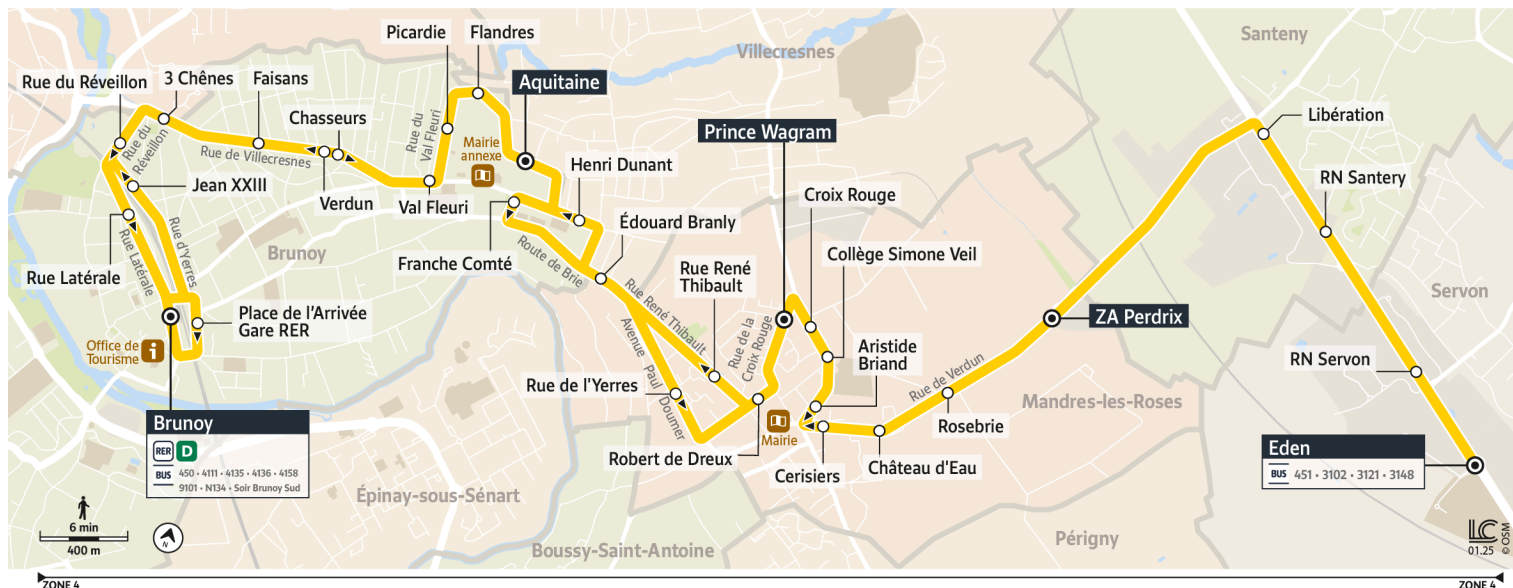 Picardie
Flandres
Villecresnes
Santeny
Rue du Réveillon
3 Chênes
Faisans
Aquitaine
Chasseurs
Libération
Rue du
Réveillon
Rue de Villecresnes
Rue du
Val Fleuri
Mairie
annexe
Prince Wagram
Henri Dunant
Jean XXIII
Verdun
Val Fleuri
RN Santery
Croix Rouge
Édouard Branly
Brunoy
Franche Comté
Route de Brie
Collège Simone Veil
Rue Latérale
Rue Latérale
Rue d'Yerres
Rue René
Thibault
Servon
Place de l'Arrivée
Gare RER
ZA Perdrix
Office de
Tourisme
i
Avenue Paul Doumer
Rue René Thibault
Rue de la
Croix Rouge
Aristide
Briand
RN Servon
Rue de l'Yerres
Rue de Verdun
Mandres-les-Roses
Rosebrie
Mairie
Brunoy
RER D
BUS 450 • 4111 • 4135 • 4136 • 4158
9101 • N134 • Soir Brunoy Sud
Robert de Dreux
Cerisiers
Château d'Eau
Eden
BUS 451 • 3102 • 3121 • 3148
Épinay-sous-Sénart
6 min
400 m
N
Boussy-Saint-Antoine
Périgny
LC
01.25
© OSM
ZONE 4
ZONE 4